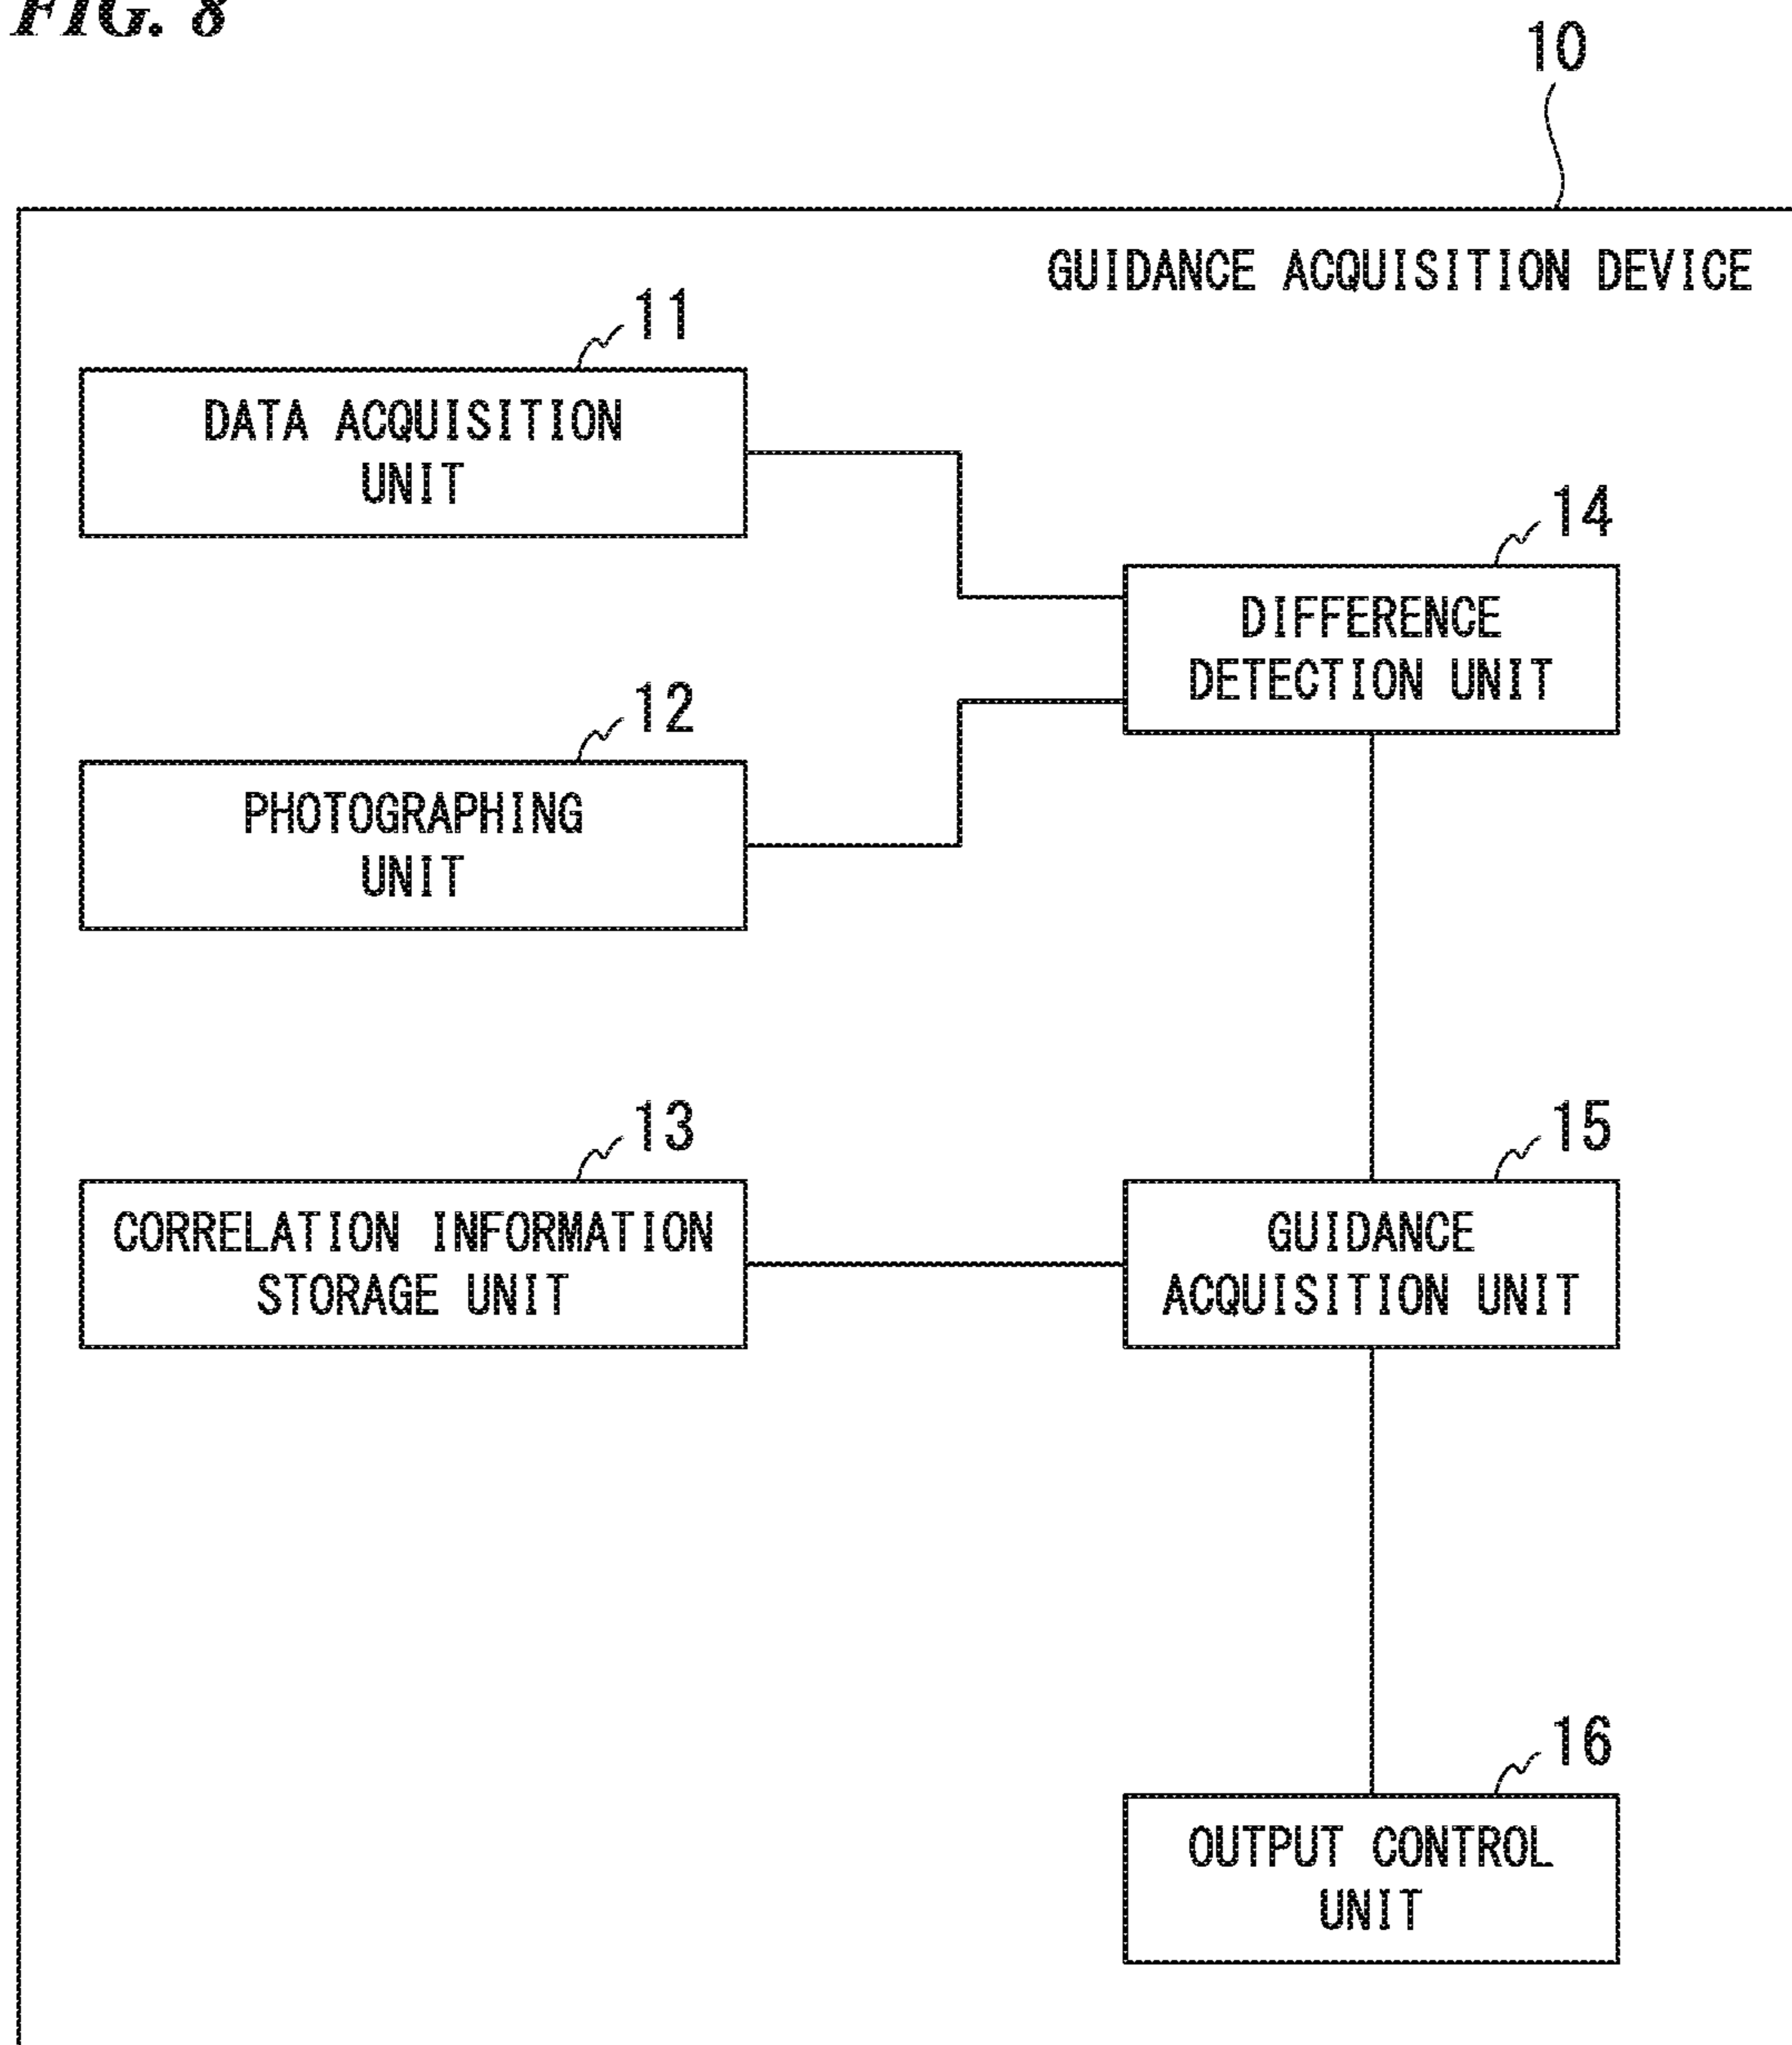 FIG. 8
10
GUIDANCE ACQUISITION DEVICE
11
DATA ACQUISITION
UNIT
14
DIFFERENCE
DETECTION UNIT
12
PHOTOGRAPHING
UNIT
13
CORRELATION INFORMATION
STORAGE UNIT
15
GUIDANCE
ACQUISITION UNIT
16
OUTPUT CONTROL
UNIT